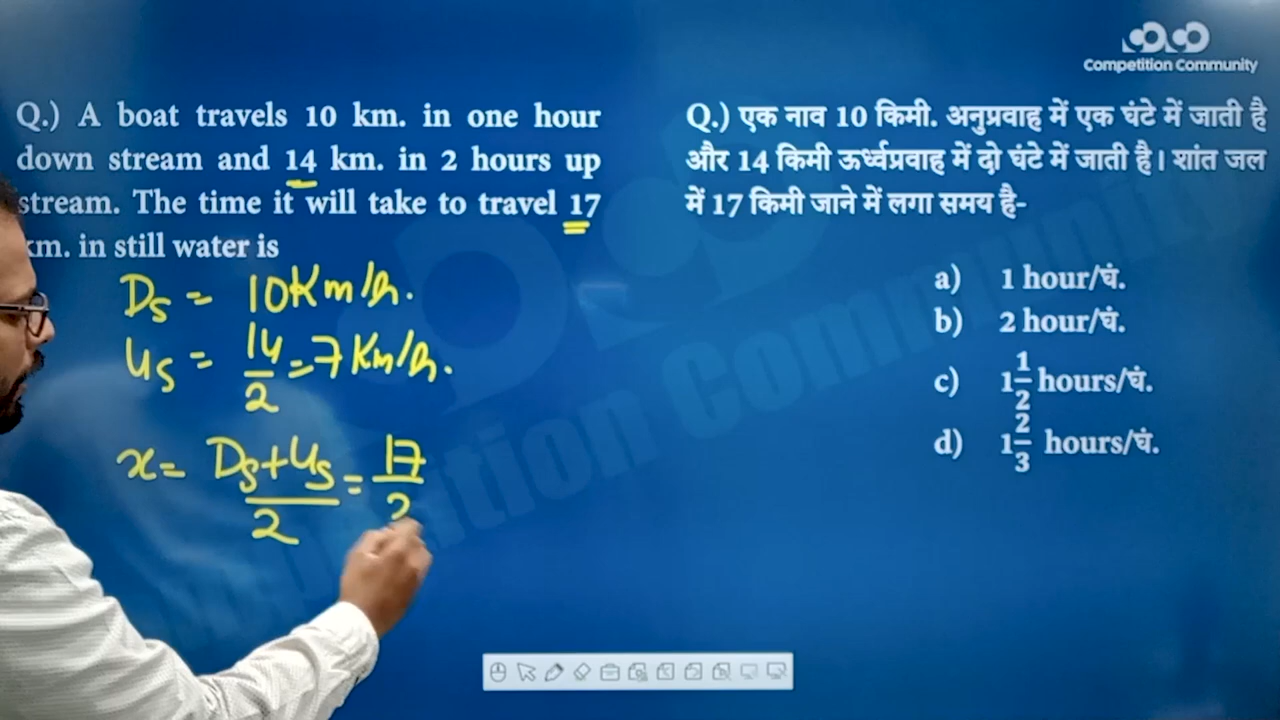 Competition Community
Q.) A boat travels 10 km. in one hour
down stream and 14 km. in 2 hours up
stream. The time it will take to travel 17
km. in still water is
Ds = 10Km/h.
Us = 14/2 = 7 Km/h.
x = Ds+Us/2 = 17/2
Q.) एक नाव 10 किमी. अनुप्रवाह में एक घंटे में जाती है
और 14 किमी ऊर्ध्वप्रवाह में दो घंटे में जाती है। शांत जल
में 17 किमी जाने में लगा समय है-
a) 1 hour/घं.
b) 2 hour/घं.
c) 1 1/2 hours/घं.
d) 1 2/3 hours/घं.